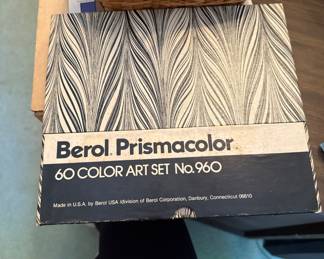 Berol Prismacolor
60 COLOR ART SET No.960
Made in U.S.A. by Berol USA /division of Berol Corporation, Danbury, Connecticut 06810